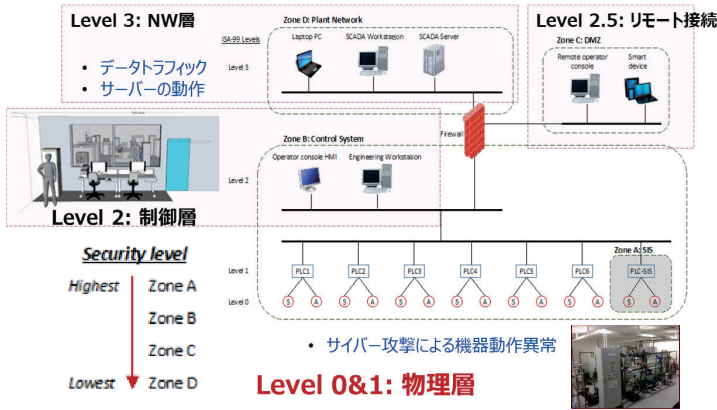 Level 3: NW層
ISA-99 Levels
Level 3
• データトラフィック
• サーバーの動作
Zone D: Plant Network
Laptop PC
SCADA Workstaion
SCADA Server
Level 2.5: リモート接続
Zone C: DMZ
Remote operator
console
Smart
device
Firewall
Zone B: Control System
Operator console HMI
Engineering Workstaion
Level 2
Level 2: 制御層
Security level
Highest
Zone A
Zone B
Zone C
Lowest
Zone D
Zone A: SIS
Level 1
PLC1
PLC2
PLC3
PLC4
PLC5
PLC6
PLC-SIS
Level 0
S A S A S A S A S A S A S A
• サイバー攻撃による機器動作異常
Level 0&1: 物理層